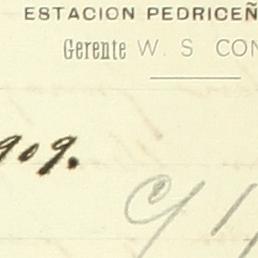 ESTACION PEDRICEÑ
Gerente W. S CON
909.